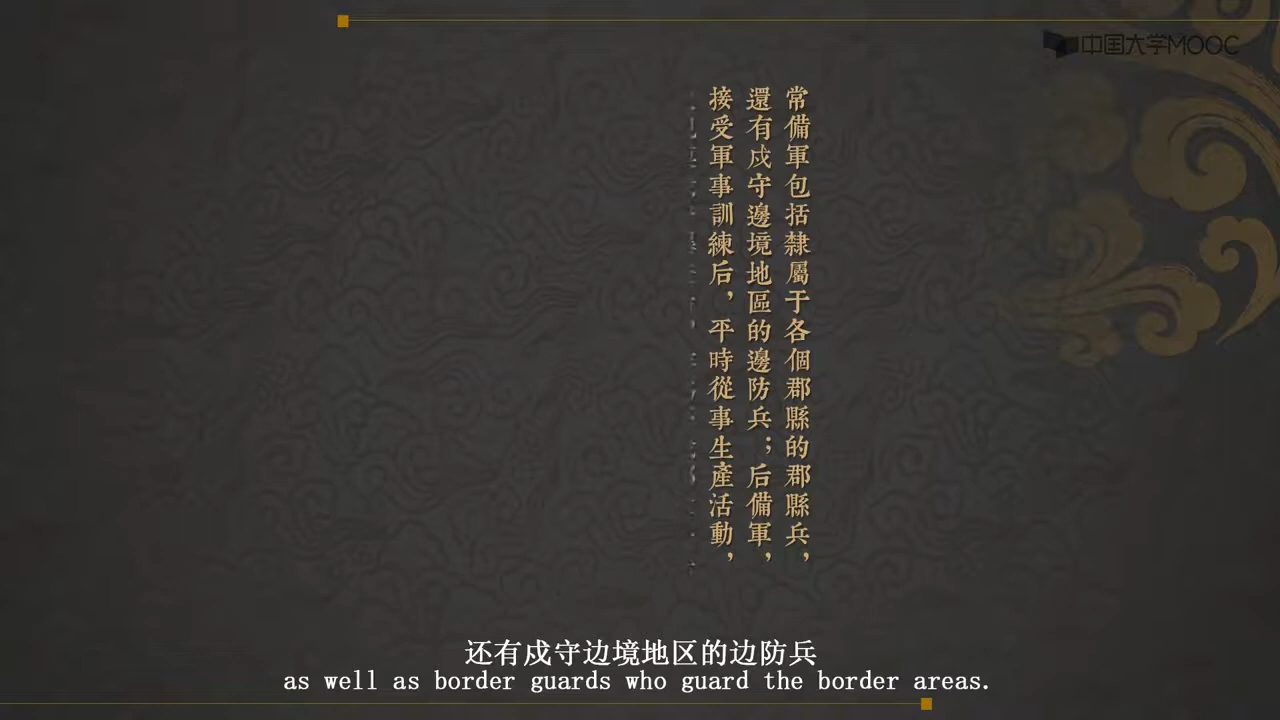 中国大学MOOC
常備軍包括隸屬于各個郡縣的郡縣兵，
還有戍守邊境地區的邊防兵；后備軍，
接受軍事訓練后，平時從事生產活動，
还有戍守边境地区的边防兵
as well as border guards who guard the border areas.